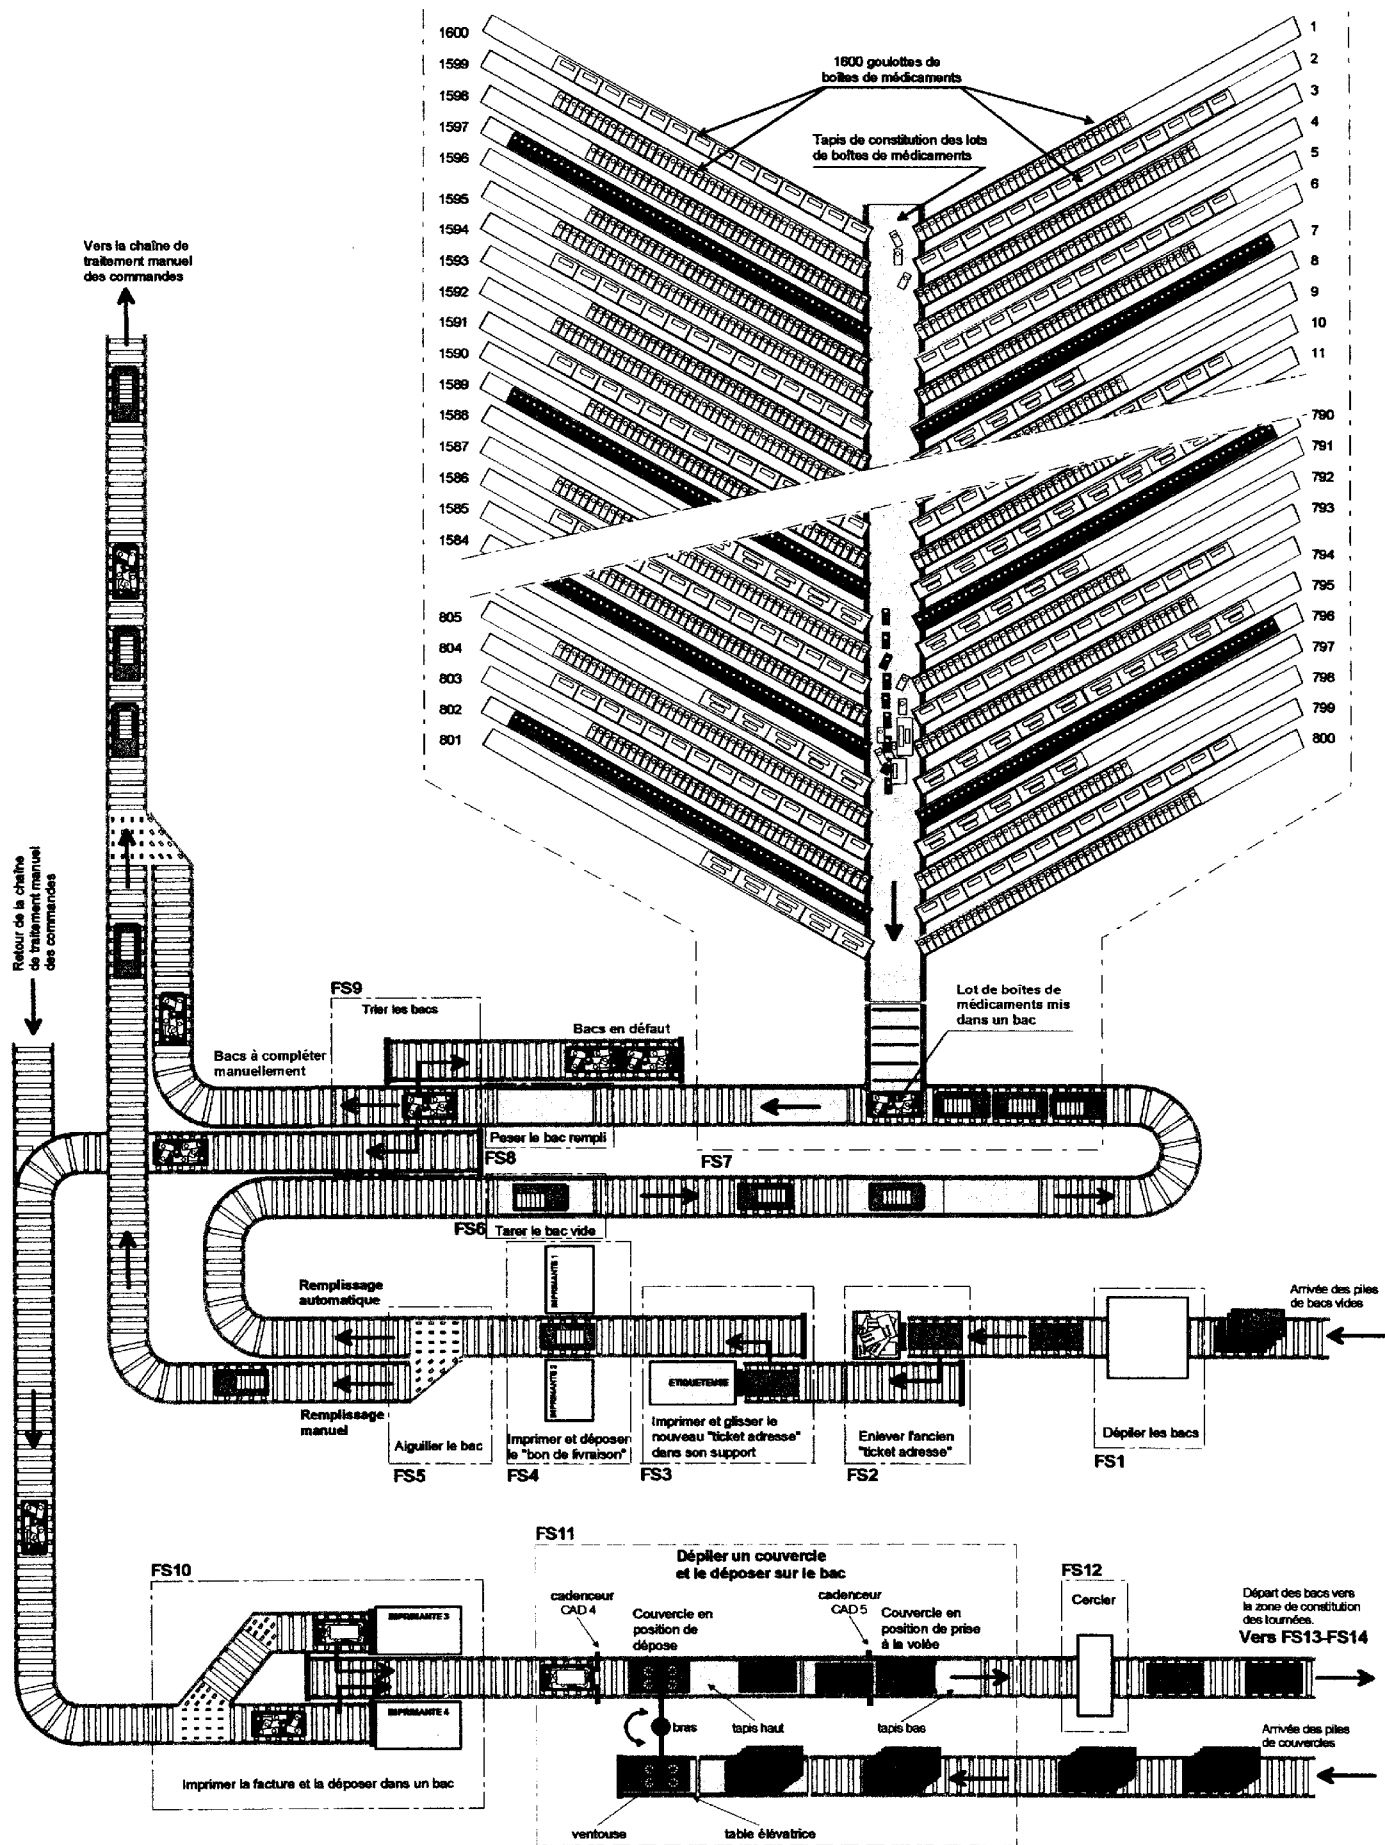 1600
1599
1598
1597
1596
1595
1594
1593
1592
1591
1590
1589
1588
1587
1586
1585
1584
805
804
803
802
801
1
2
3
4
5
6
7
8
9
10
11
790
791
792
793
794
795
796
797
798
799
800
1600 goulottes de
boîtes de médicaments
Tapis de constitution des lots
de boîtes de médicaments
Vers la chaîne de
traitement manuel
des commandes
Retour de la chaîne
de traitement manuel
des commandes
Lot de boîtes de
médicaments mis
dans un bac
FS9
Trier les bacs
Bacs en défaut
Bacs à compléter
manuellement
Peser le bac rempli
FS8
FS7
FS6
Tarer le bac vide
Remplissage
automatique
IMPRIMANTE 1
IMPRIMANTE 2
Remplissage
manuel
Aiguiller le bac
FS5
Imprimer et déposer
le "bon de livraison"
FS4
ETIQUETEUSE
Imprimer et glisser le
nouveau "ticket adresse"
dans son support
FS3
Enlever l'ancien
"ticket adresse"
FS2
Dépiler les bacs
FS1
Arrivée des piles
de bacs vides
FS10
IMPRIMANTE 3
IMPRIMANTE 4
Imprimer la facture et la déposer dans un bac
FS11
Dépiler un couvercle
et le déposer sur le bac
cadenceur
CAD 4
Couvercle en
position de
dépose
cadenceur
CAD 5
Couvercle en
position de prise
à la volée
bras
tapis haut
tapis bas
ventouse
table élévatrice
FS12
Cercler
Départ des bacs vers
la zone de constitution
des tournées.
Vers FS13-FS14
Arrivée des piles
de couvercles